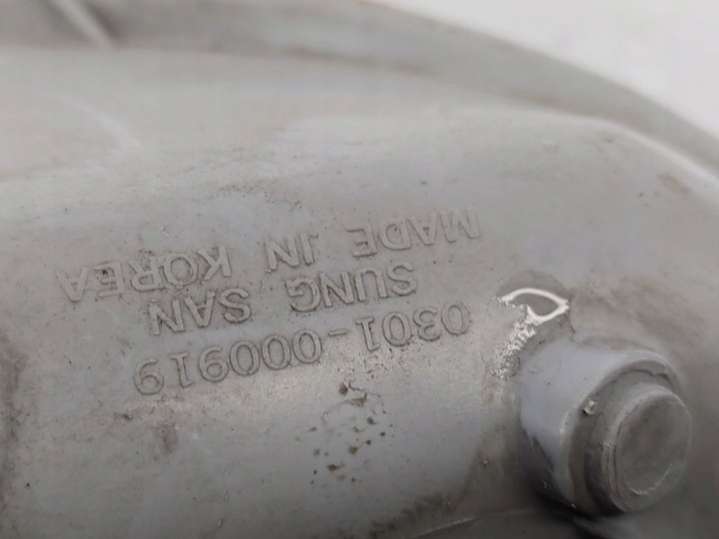 0301-000919
SUNG SAN
MADE IN KOREA